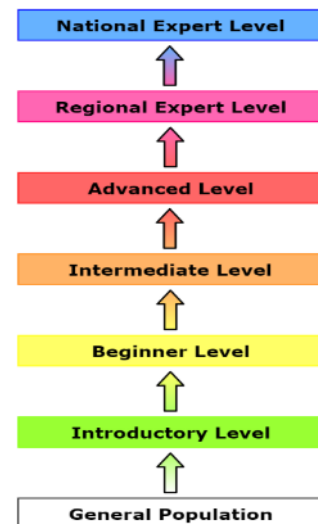 National Expert Level
Regional Expert Level
Advanced Level
Intermediate Level
Beginner Level
Introductory Level
General Population